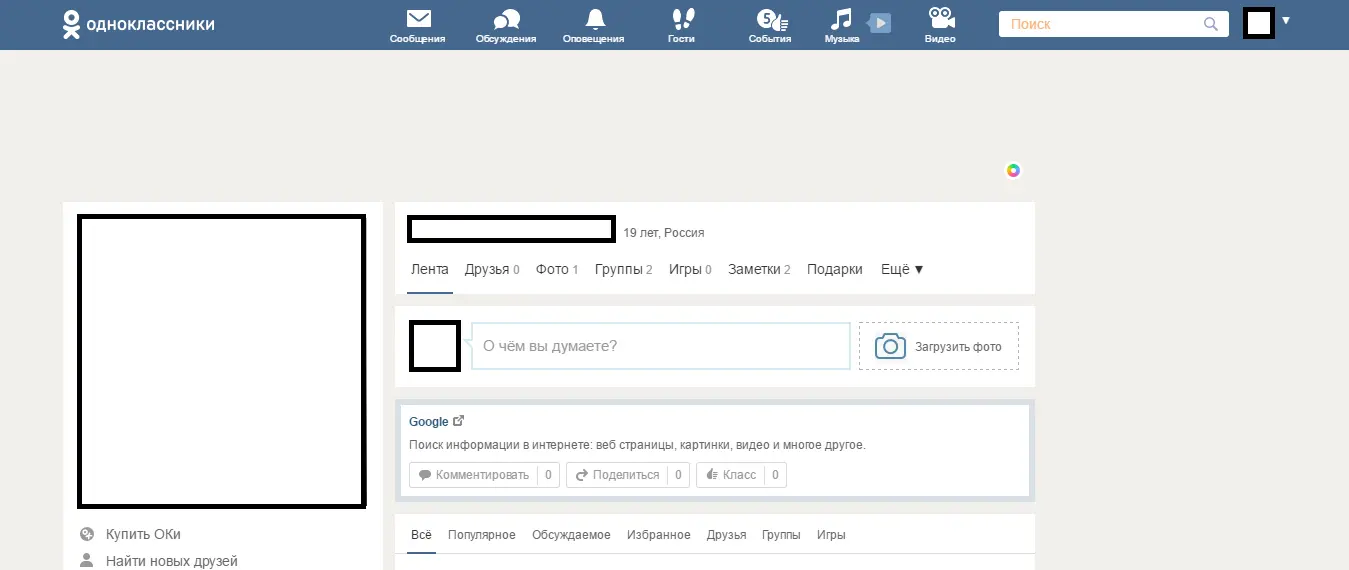 одноклассники
Сообщения Обсуждения Оповещения Гости 5 События Музыка Видео Поиск
19 лет, Россия
Лента Друзья 0 Фото 1 Группы 2 Игры 0 Заметки 2 Подарки Ещё
О чём вы думаете? Загрузить фото
Google
Поиск информации в интернете: веб страницы, картинки, видео и многое другое.
Комментировать 0 Поделиться 0 Класс 0
Купить ОКи
Всё Популярное Обсуждаемое Избранное Друзья Группы Игры
Найти новых друзей